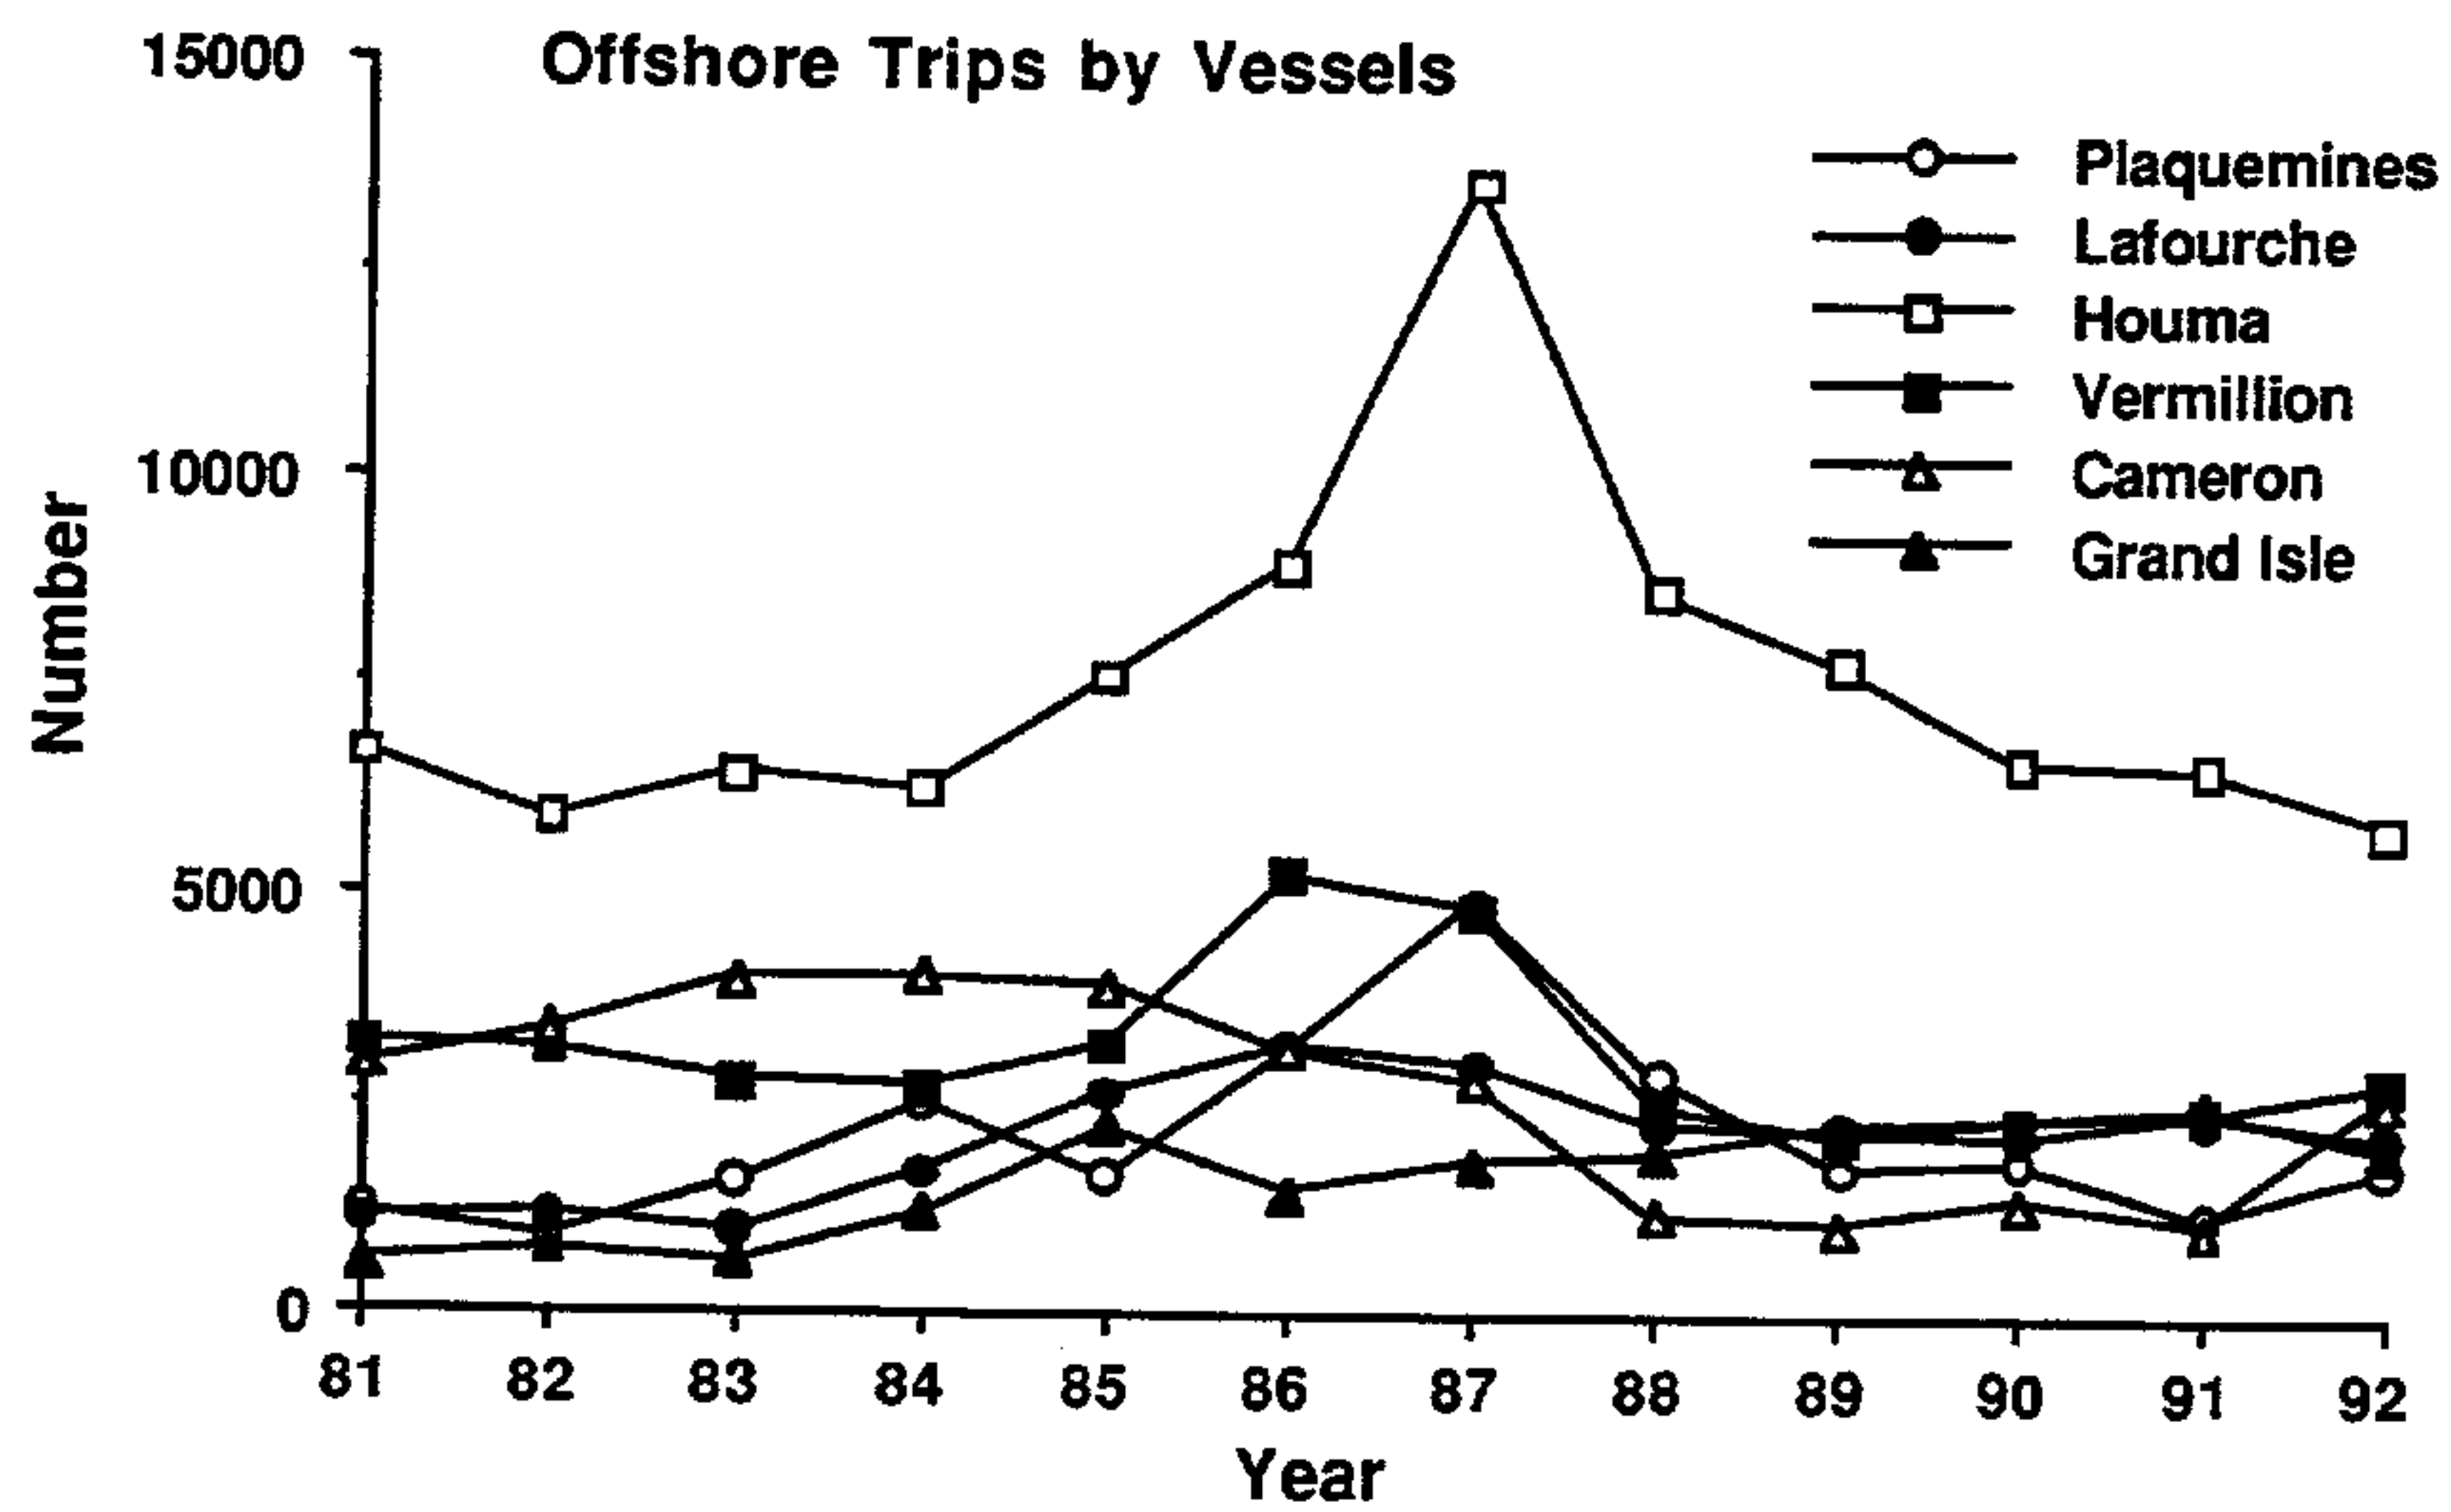 Offshore Trips by Vessels
15000
10000
5000
0
Number
Plaquemines
Lafourche
Houma
Vermillion
Cameron
Grand Isle
81 82 83 84 85 86 87 88 89 90 91 92
Year